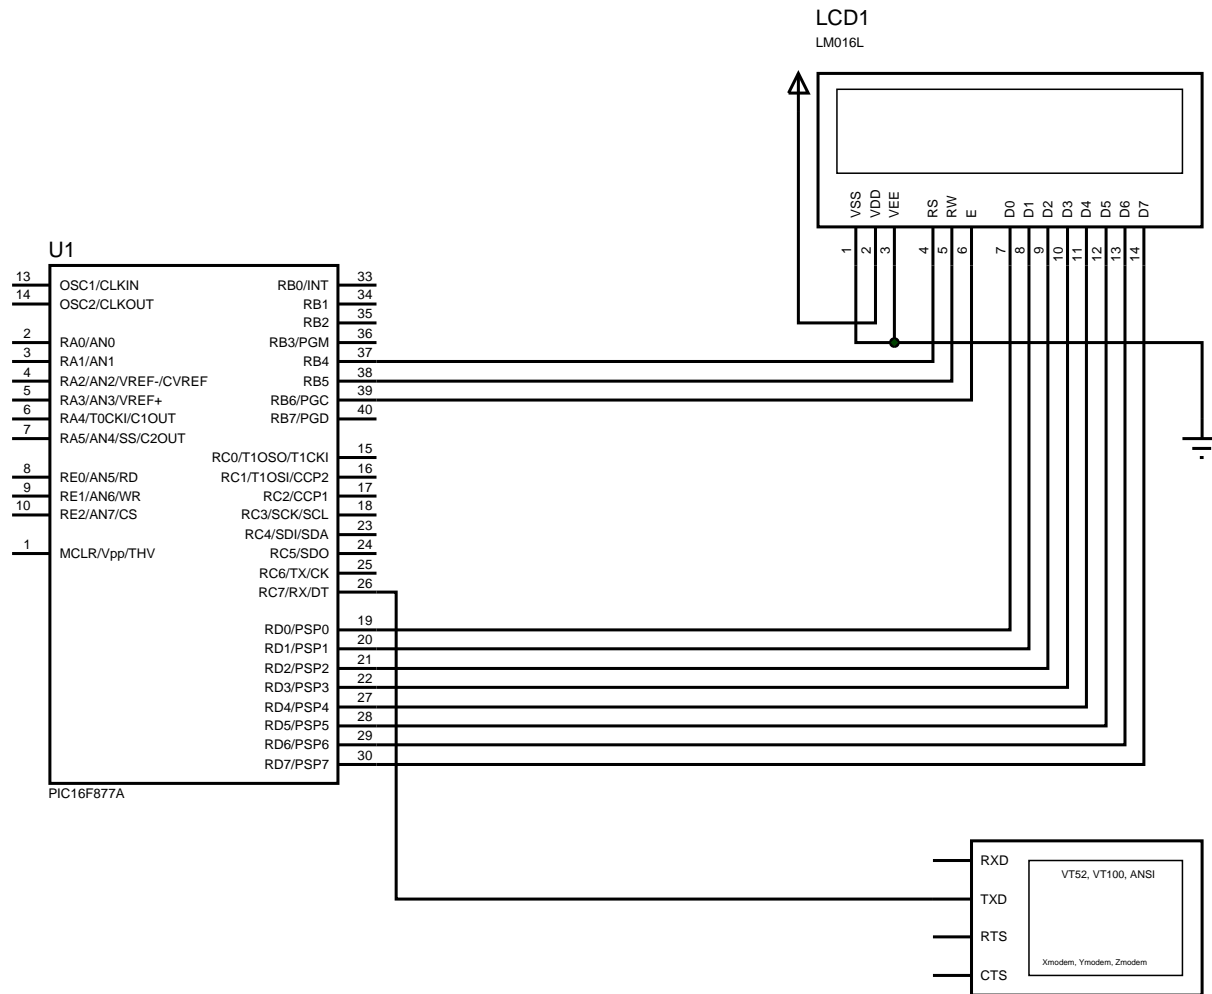 LCD1
LM016L
VSS
VDD
VEE
RS
RW
E
D0
D1
D2
D3
D4
D5
D6
D7
1
2
3
4
5
6
7
8
9
10
11
12
13
14
U1
13 OSC1/CLKIN RB0/INT 33
14 OSC2/CLKOUT RB1 34
RB2 35
2 RA0/AN0 RB3/PGM 36
3 RA1/AN1 RB4 37
4 RA2/AN2/VREF-/CVREF RB5 38
5 RA3/AN3/VREF+ RB6/PGC 39
6 RA4/T0CKI/C1OUT RB7/PGD 40
7 RA5/AN4/SS/C2OUT
RC0/T1OSO/T1CKI 15
8 RE0/AN5/RD RC1/T1OSI/CCP2 16
9 RE1/AN6/WR RC2/CCP1 17
10 RE2/AN7/CS RC3/SCK/SCL 18
RC4/SDI/SDA 23
1 MCLR/Vpp/THV RC5/SDO 24
RC6/TX/CK 25
RC7/RX/DT 26
RD0/PSP0 19
RD1/PSP1 20
RD2/PSP2 21
RD3/PSP3 22
RD4/PSP4 27
RD5/PSP5 28
RD6/PSP6 29
RD7/PSP7 30
PIC16F877A
RXD
VT52, VT100, ANSI
TXD
RTS
Xmodem, Ymodem, Zmodem
CTS